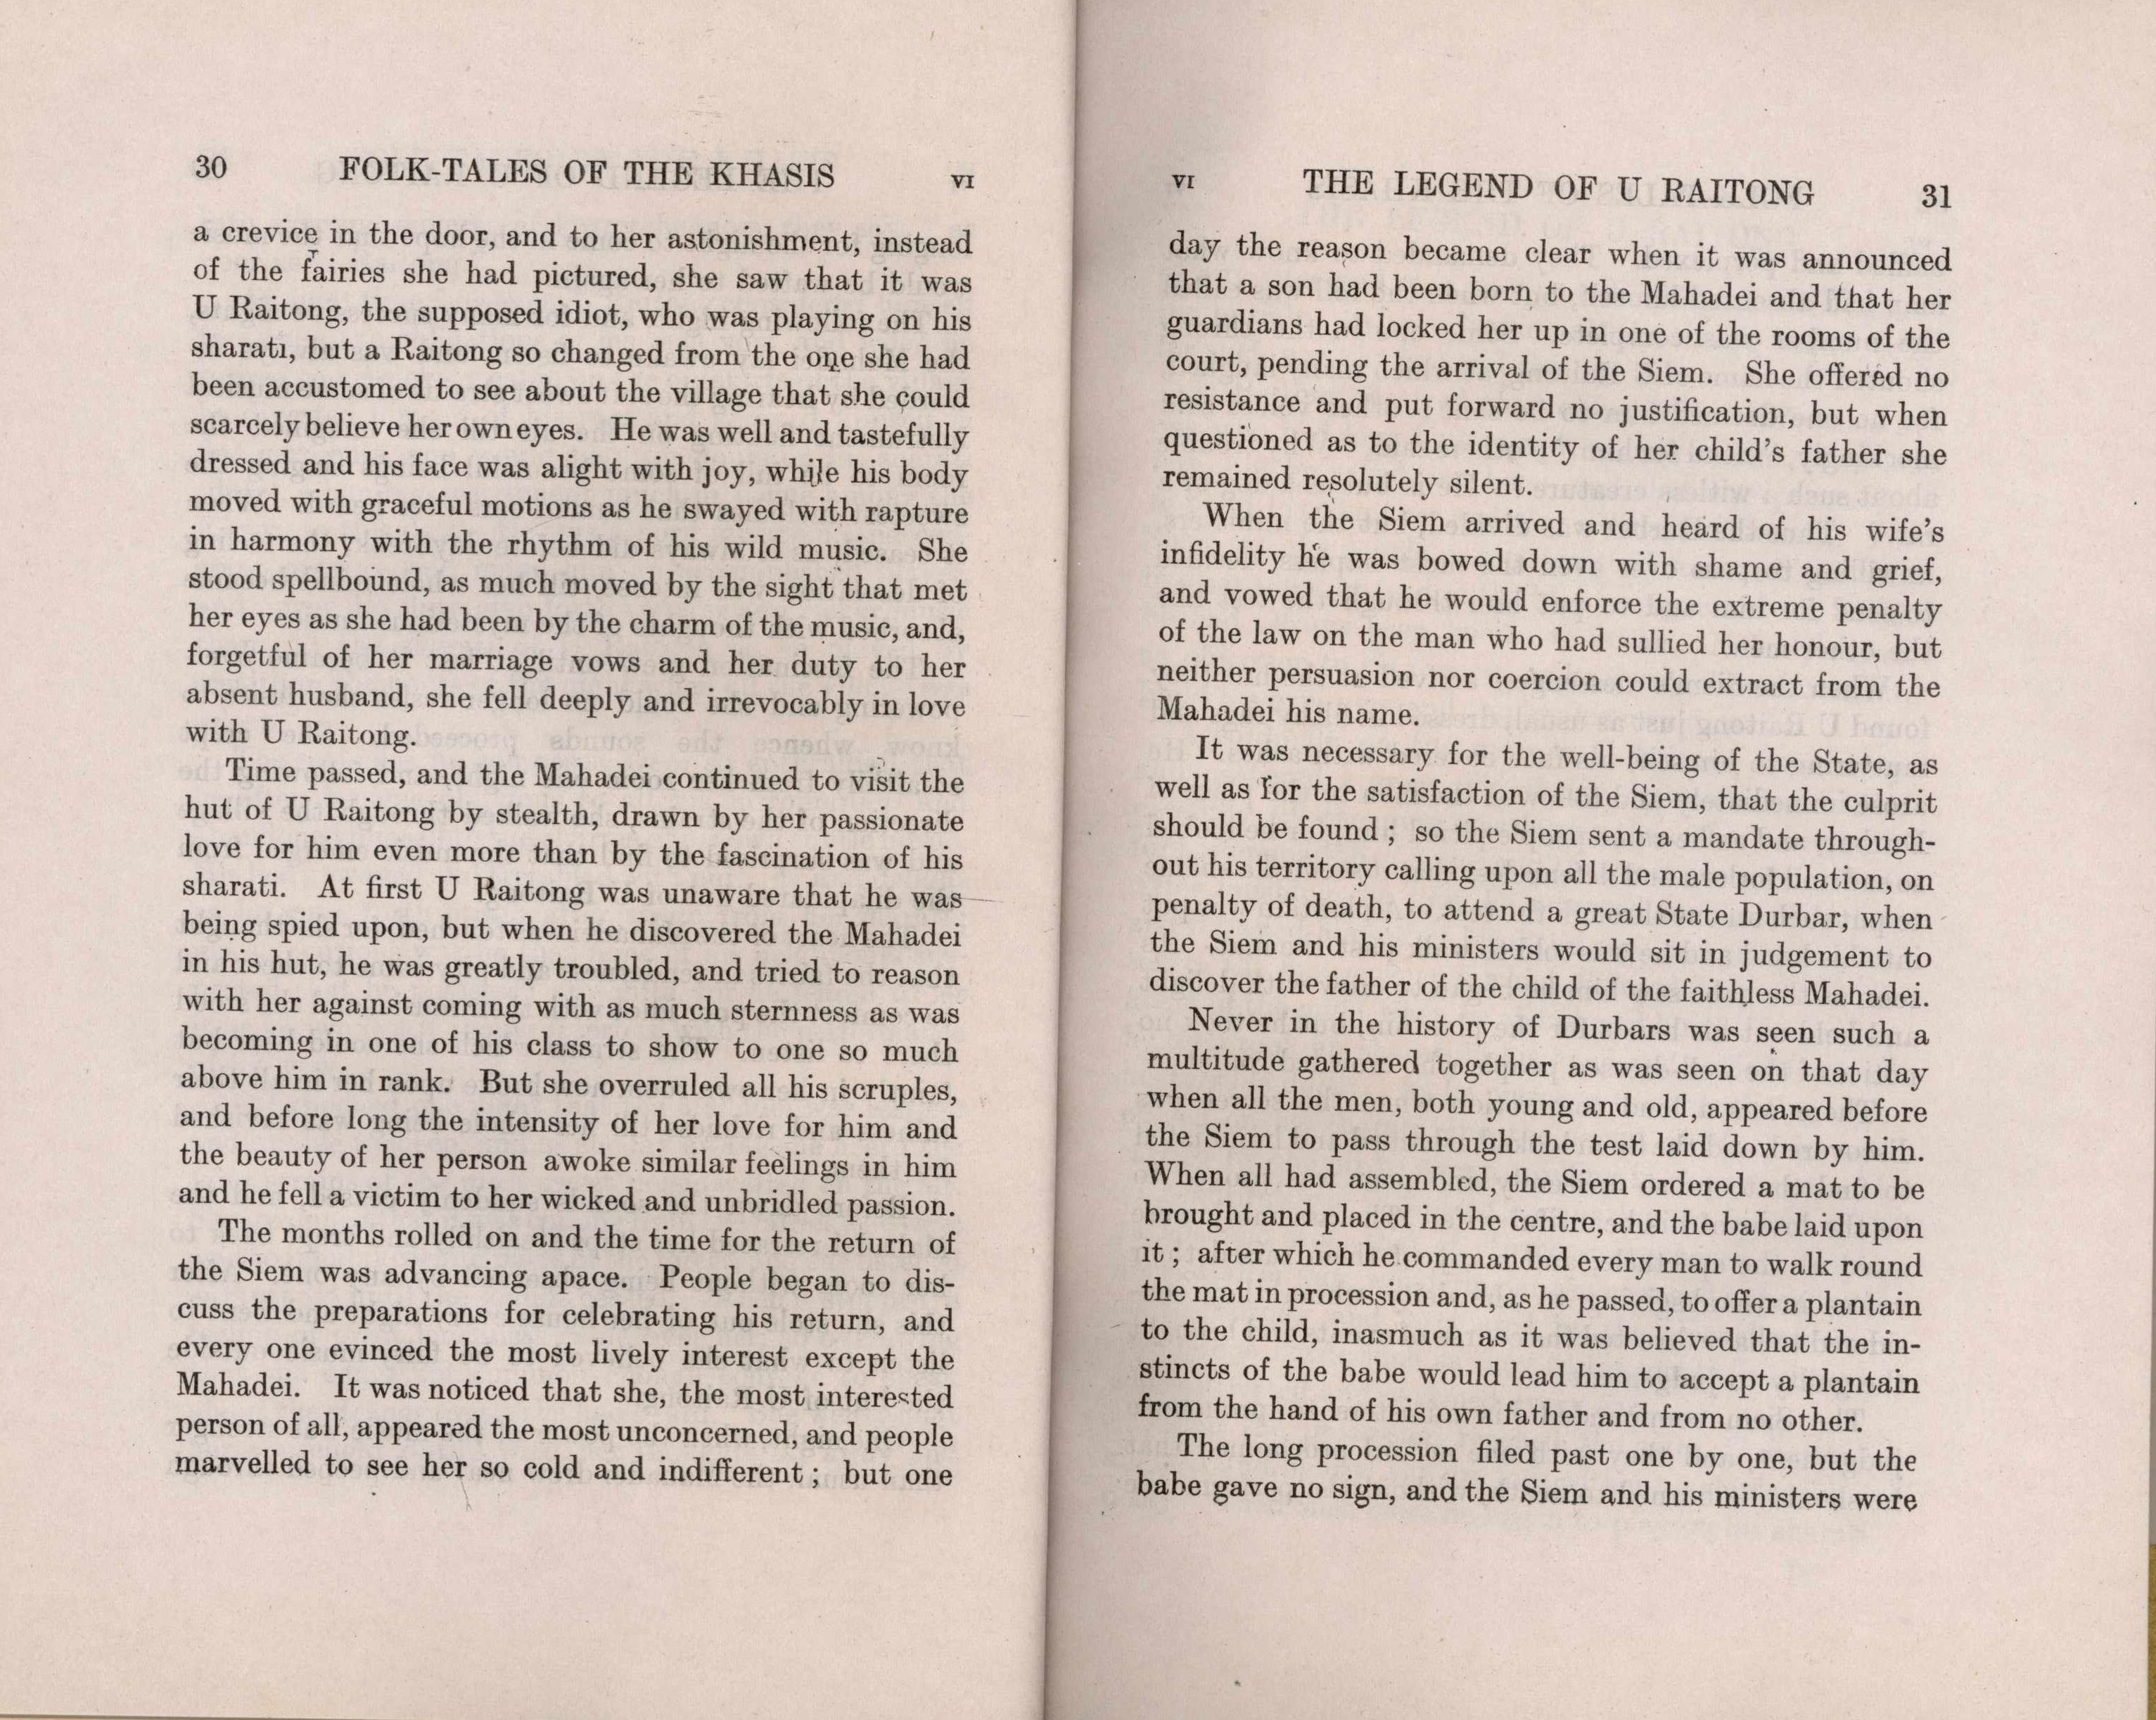 30 FOLK-TALES OF THE KHASIS VI
a crevice in the door, and to her astonishment, instead
of the fairies she had pictured, she saw that it was
U Raitong, the supposed idiot, who was playing on his
sharati, but a Raitong so changed from the one she had
been accustomed to see about the village that she could
scarcely believe her own eyes. He was well and tastefully
dressed and his face was alight with joy, while his body
moved with graceful motions as he swayed with rapture
in harmony with the rhythm of his wild music. She
stood spellbound, as much moved by the sight that met
her eyes as she had been by the charm of the music, and,
forgetful of her marriage vows and her duty to her
absent husband, she fell deeply and irrevocably in love
with U Raitong.
Time passed, and the Mahadei continued to visit the
hut of U Raitong by stealth, drawn by her passionate
love for him even more than by the fascination of his
sharati. At first U Raitong was unaware that he was
being spied upon, but when he discovered the Mahadei
in his hut, he was greatly troubled, and tried to reason
with her against coming with as much sternness as was
becoming in one of his class to show to one so much
above him in rank. But she overruled all his scruples,
and before long the intensity of her love for him and
the beauty of her person awoke similar feelings in him
and he fell a victim to her wicked and unbridled passion.
The months rolled on and the time for the return of
the Siem was advancing apace. People began to dis-
cuss the preparations for celebrating his return, and
every one evinced the most lively interest except the
Mahadei. It was noticed that she, the most interested
person of all, appeared the most unconcerned, and people
marvelled to see her so cold and indifferent ; but one
VI THE LEGEND OF U RAITONG 31
day the reason became clear when it was announced
that a son had been born to the Mahadei and that her
guardians had locked her up in one of the rooms of the
court, pending the arrival of the Siem. She offered no
resistance and put forward no justification, but when
questioned as to the identity of her child's father she
remained resolutely silent.
When the Siem arrived and heard of his wife's
infidelity he was bowed down with shame and grief,
and vowed that he would enforce the extreme penalty
of the law on the man who had sullied her honour, but
neither persuasion nor coercion could extract from the
Mahadei his name.
It was necessary for the well-being of the State, as
well as for the satisfaction of the Siem, that the culprit
should be found ; so the Siem sent a mandate through-
out his territory calling upon all the male population, on
penalty of death, to attend a great State Durbar, when
the Siem and his ministers would sit in judgement to
discover the father of the child of the faithless Mahadei.
Never in the history of Durbars was seen such a
multitude gathered together as was seen on that day
when all the men, both young and old, appeared before
the Siem to pass through the test laid down by him.
When all had assembled, the Siem ordered a mat to be
brought and placed in the centre, and the babe laid upon
it ; after which he commanded every man to walk round
the mat in procession and, as he passed, to offer a plantain
to the child, inasmuch as it was believed that the in-
stincts of the babe would lead him to accept a plantain
from the hand of his own father and from no other.
The long procession filed past one by one, but the
babe gave no sign, and the Siem and his ministers were